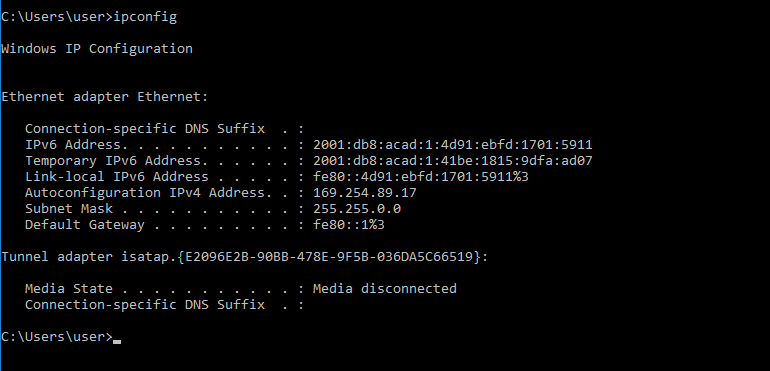 C:\Users\user>ipconfig
Windows IP Configuration
Ethernet adapter Ethernet:
Connection-specific DNS Suffix  . :
IPv6 Address. . . . . . . . . . . : 2001:db8:acad:1:4d91:ebfd:1701:5911
Temporary IPv6 Address. . . . . . : 2001:db8:acad:1:41be:1815:9dfa:ad07
Link-local IPv6 Address . . . . . : fe80::4d91:ebfd:1701:5911%3
Autoconfiguration IPv4 Address. . : 169.254.89.17
Subnet Mask . . . . . . . . . . . : 255.255.0.0
Default Gateway . . . . . . . . . : fe80::1%3
Tunnel adapter isatap.{E2096E2B-90BB-478E-9F5B-036DA5C66519}:
Media State . . . . . . . . . . . : Media disconnected
Connection-specific DNS Suffix  . :
C:\Users\user>